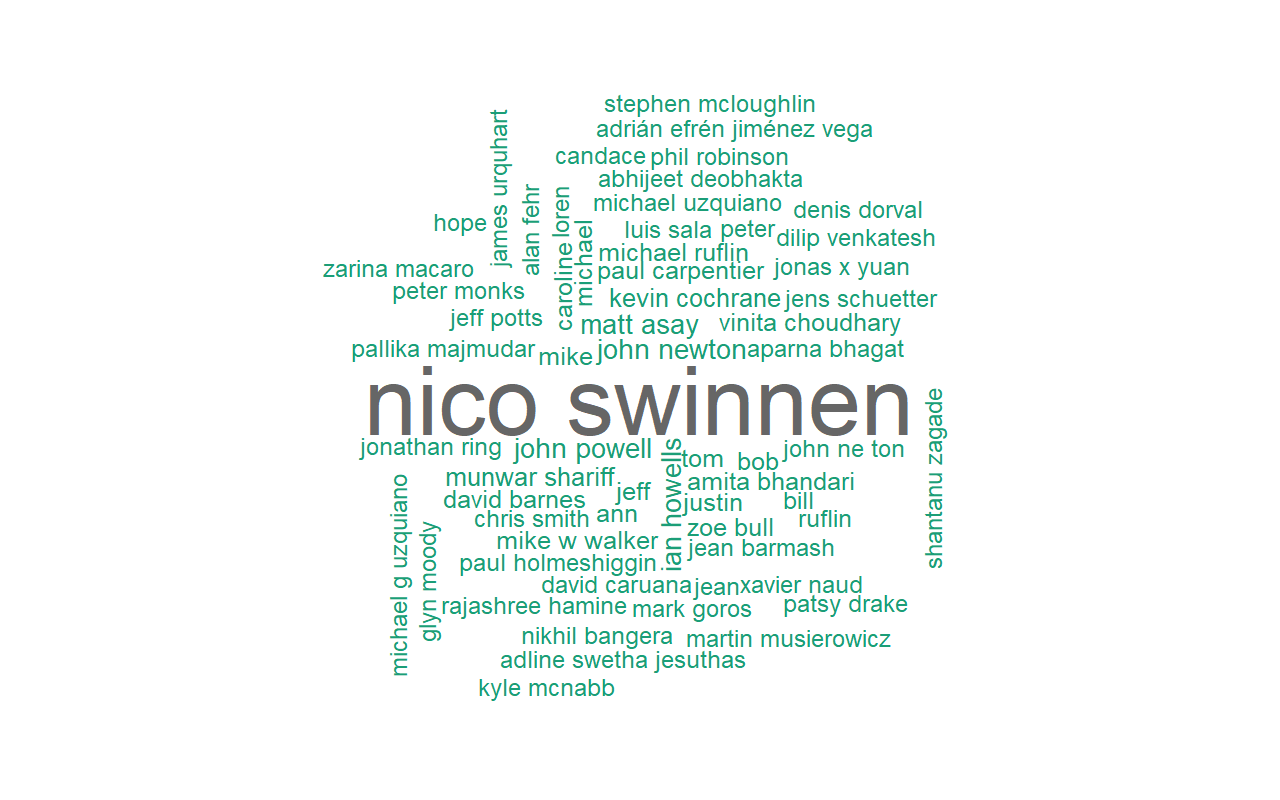 stephen mcloughlin
adrián efrén jiménez vega
candace
phil robinson
james urquhart
abhijeet deobhakta
alan fehr
loren
michael uzquiano
denis dorval
hope
michael
luis sala
peter
dilip venkatesh
caroline
michael ruflin
zarina macaro
paul carpentier
jonas x yuan
peter monks
kevin cochrane
jens schuetter
jeff potts
matt asay
vinita choudhary
pallika majmudar
mike
john newton
aparna bhagat
nico swinnen
shantanu zagade
jonathan ring
john powell
ian howells
tom
bob
john ne ton
munwar shariff
jeff
amita bhandari
michael g uzquiano
david barnes
justin
bill
glyn moody
chris smith
ann
zoe bull
ruflin
mike w walker
jean barmash
paul holmeshiggin
david caruana
jean
xavier naud
rajashree hamine
mark goros
patsy drake
nikhil bangera
martin musierowicz
adline swetha jesuthas
kyle mcnabb